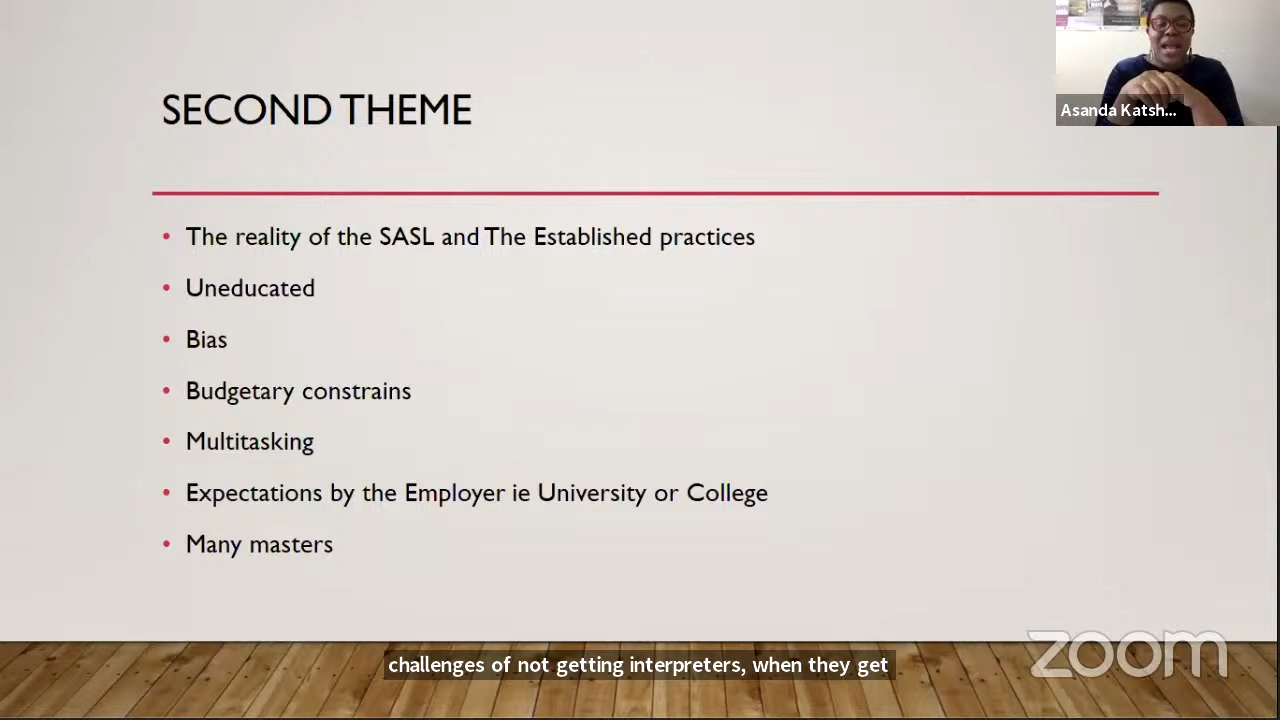 SECOND THEME
Asanda Katsh...
• The reality of the SASL and The Established practices
• Uneducated
• Bias
• Budgetary constrains
• Multitasking
• Expectations by the Employer ie University or College
• Many masters
zoom
challenges of not getting interpreters, when they get